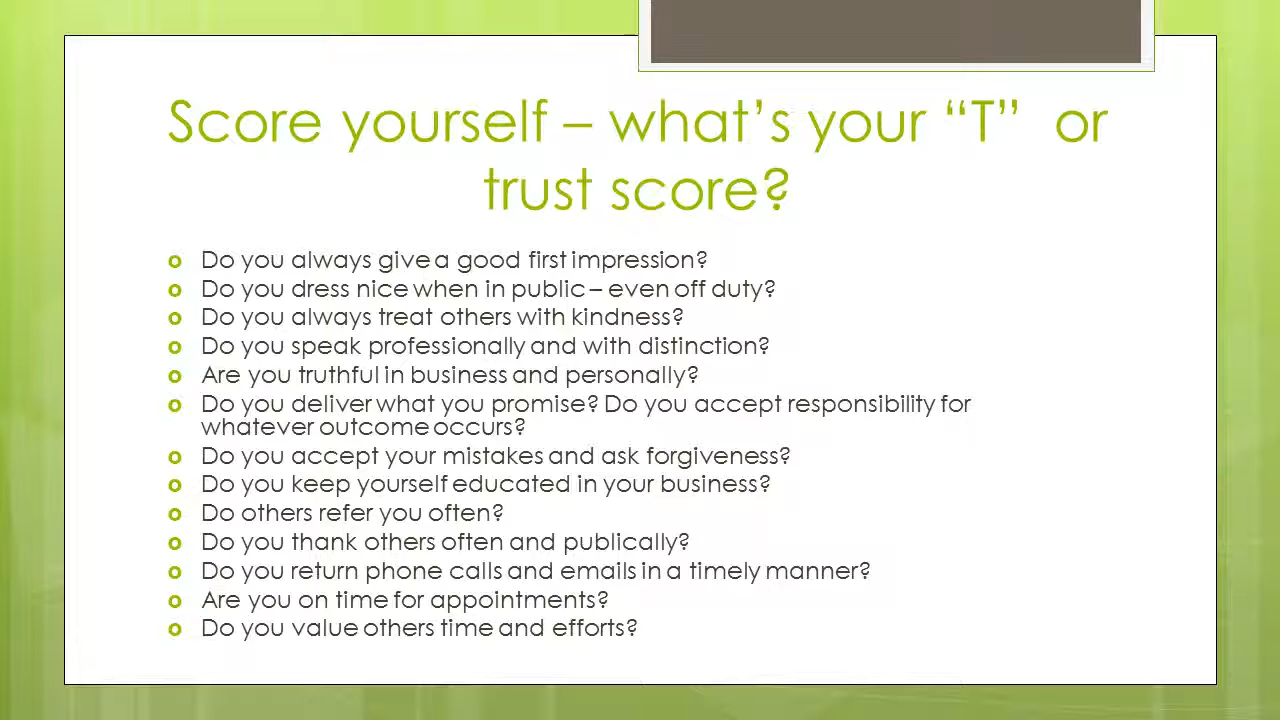 Score yourself – what’s your “T” or
trust score?
o Do you always give a good first impression?
o Do you dress nice when in public – even off duty?
o Do you always treat others with kindness?
o Do you speak professionally and with distinction?
o Are you truthful in business and personally?
o Do you deliver what you promise? Do you accept responsibility for
whatever outcome occurs?
o Do you accept your mistakes and ask forgiveness?
o Do you keep yourself educated in your business?
o Do others refer you often?
o Do you thank others often and publically?
o Do you return phone calls and emails in a timely manner?
o Are you on time for appointments?
o Do you value others time and efforts?